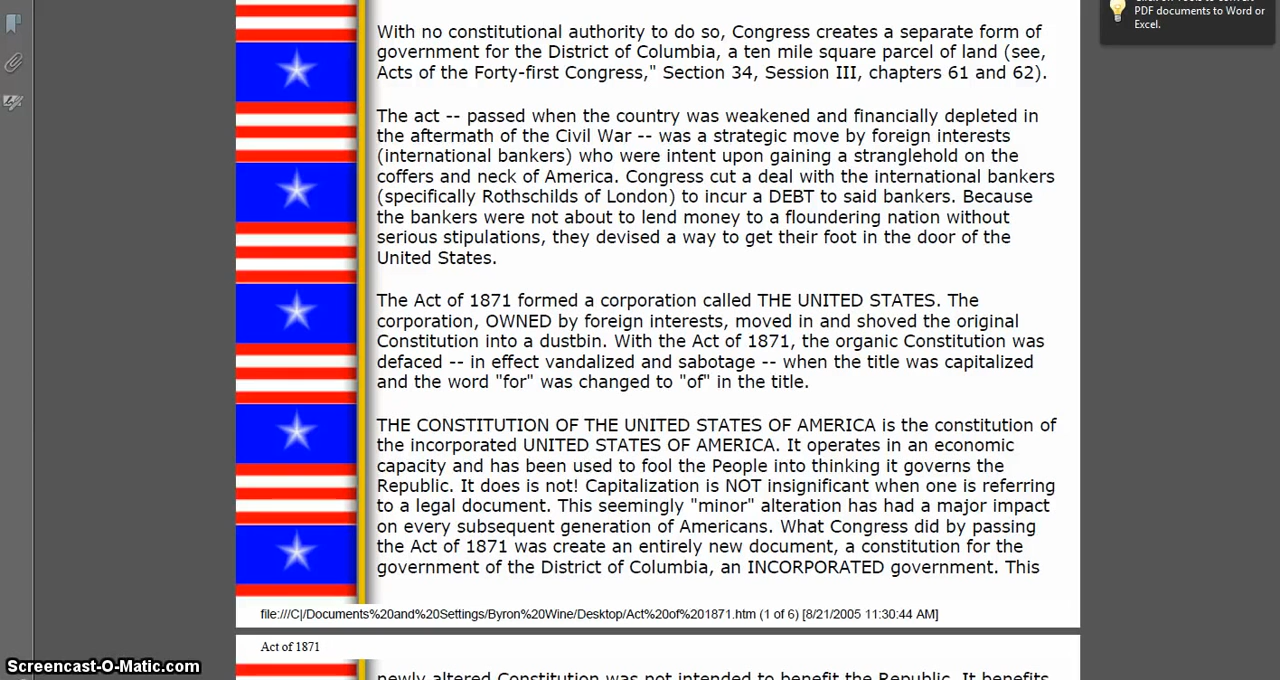 PDF documents to Word or
Excel.
With no constitutional authority to do so, Congress creates a separate form of
government for the District of Columbia, a ten mile square parcel of land (see,
Acts of the Forty-first Congress," Section 34, Session III, chapters 61 and 62).
The act -- passed when the country was weakened and financially depleted in
the aftermath of the Civil War -- was a strategic move by foreign interests
(international bankers) who were intent upon gaining a stranglehold on the
coffers and neck of America. Congress cut a deal with the international bankers
(specifically Rothschilds of London) to incur a DEBT to said bankers. Because
the bankers were not about to lend money to a floundering nation without
serious stipulations, they devised a way to get their foot in the door of the
United States.
The Act of 1871 formed a corporation called THE UNITED STATES. The
corporation, OWNED by foreign interests, moved in and shoved the original
Constitution into a dustbin. With the Act of 1871, the organic Constitution was
defaced -- in effect vandalized and sabotage -- when the title was capitalized
and the word "for" was changed to "of" in the title.
THE CONSTITUTION OF THE UNITED STATES OF AMERICA is the constitution of
the incorporated UNITED STATES OF AMERICA. It operates in an economic
capacity and has been used to fool the People into thinking it governs the
Republic. It does is not! Capitalization is NOT insignificant when one is referring
to a legal document. This seemingly "minor" alteration has had a major impact
on every subsequent generation of Americans. What Congress did by passing
the Act of 1871 was create an entirely new document, a constitution for the
government of the District of Columbia, an INCORPORATED government. This
file:///C|/Documents%20and%20Settings/Byron%20Wine/Desktop/Act%20of%201871.htm (1 of 6) [8/21/2005 11:30:44 AM]
Act of 1871
newly altered Constitution was not intended to benefit the Republic. It benefits
Screencast-O-Matic.com